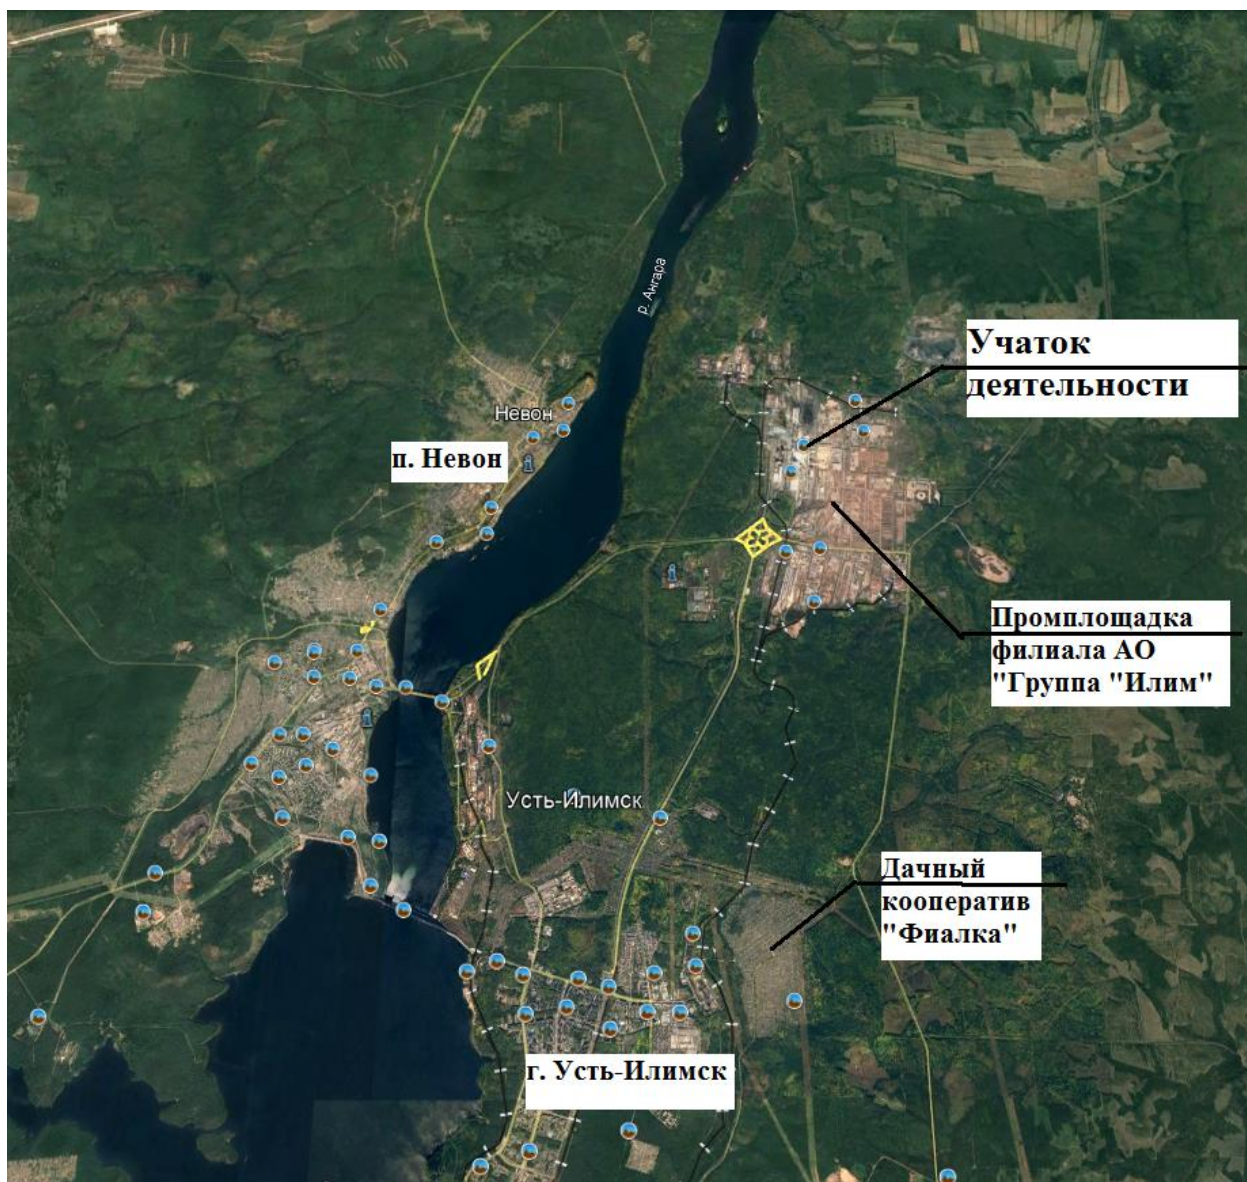 р. Ангара
Учаток
деятельности
Невон
п. Невон
Промплощадка
филиала АО
"Группа "Илим"
Усть-Илимск
Дачный
кооператив
"Фиалка"
г. Усть-Илимск